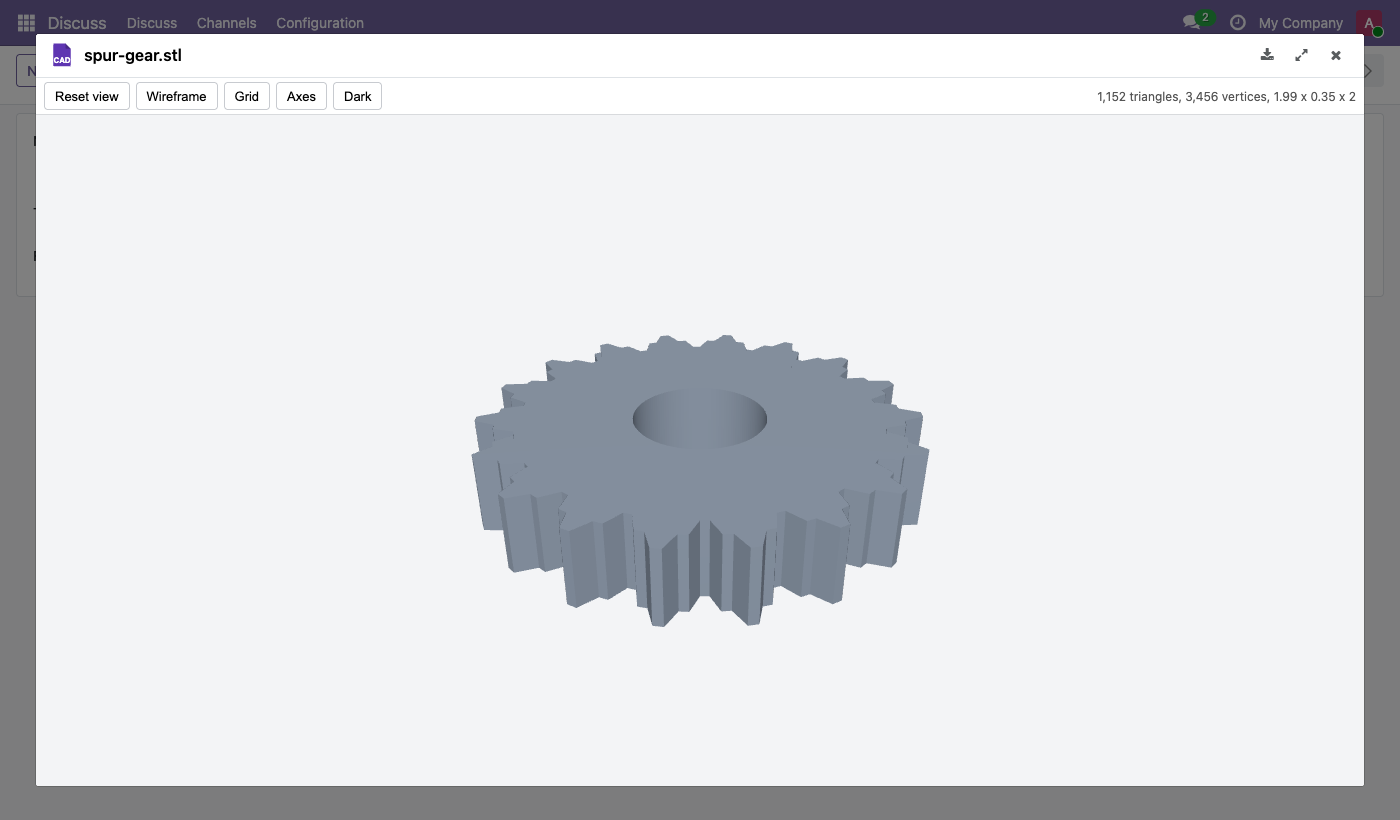 Discuss Discuss Channels Configuration 2 My Company A
CAD spur-gear.stl
Reset view Wireframe Grid Axes Dark 1,152 triangles, 3,456 vertices, 1.99 x 0.35 x 2